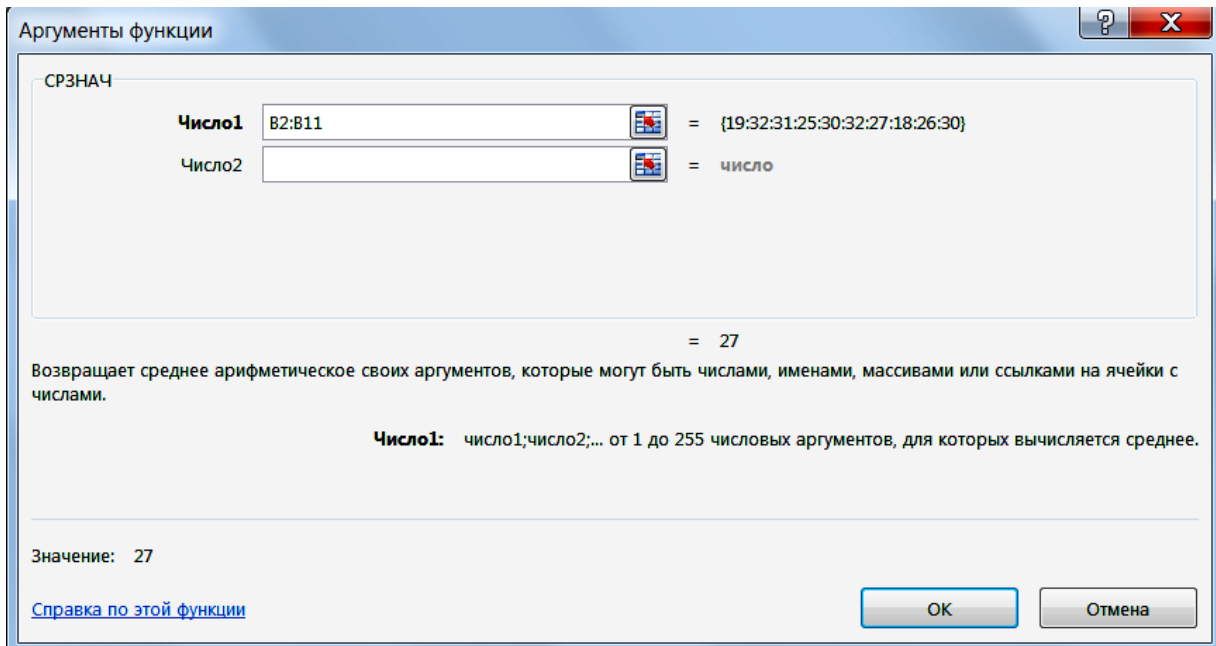 Аргументы функции
СРЗНАЧ
Число1 B2:B11 = {19:32:31:25:30:32:27:18:26:30}
Число2 = число
= 27
Возвращает среднее арифметическое своих аргументов, которые могут быть числами, именами, массивами или ссылками на ячейки с
числами.
Число1: число1;число2;... от 1 до 255 числовых аргументов, для которых вычисляется среднее.
Значение: 27
Справка по этой функции
ОК
Отмена